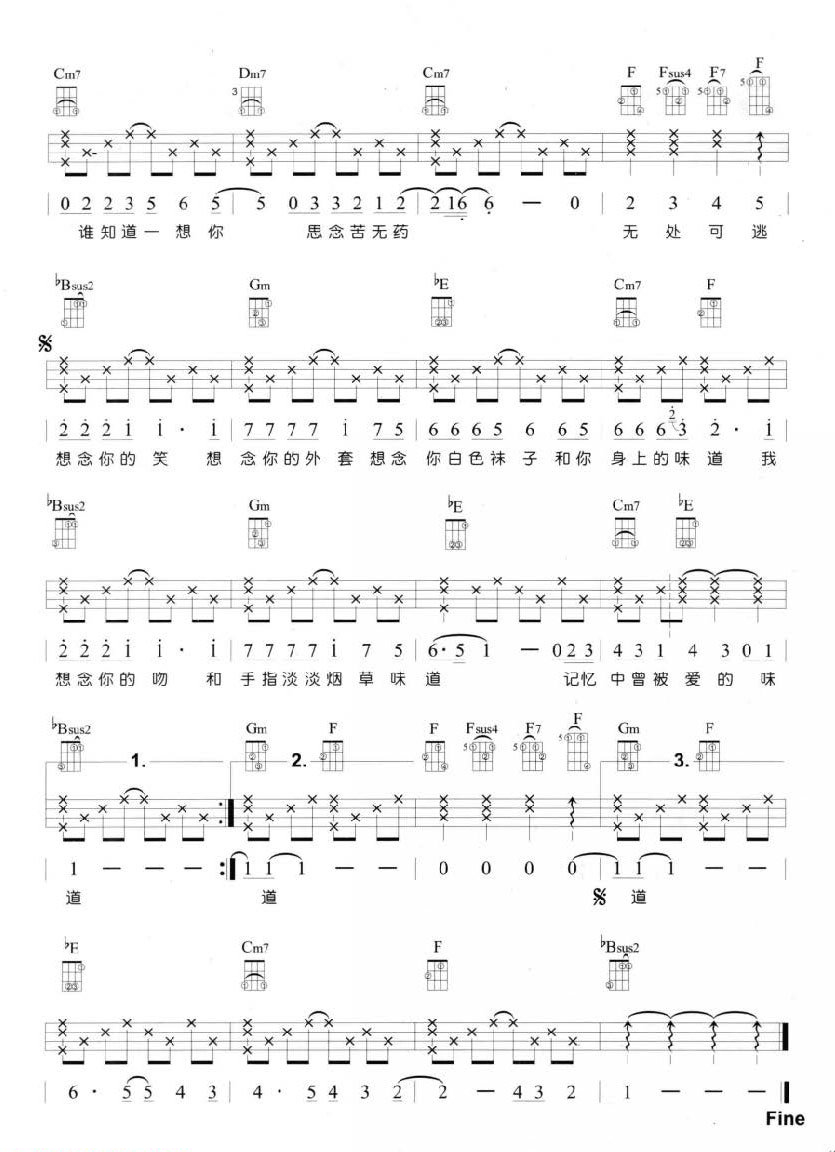 Cm7 Dm7 Cm7 F Fsus4 F7 F
3 5 5 5
0 2 2 3 5 6 5 | 5 0 3 3 2 1 2 | 2 1 6 6 — 0 | 2 3 4 5
谁知道一想你 思念苦无药 无处可逃
♭Bsus2 Gm ♭E Cm7 F
2 2 2 1 1 · 1 | 7 7 7 7 1 7 5 | 6 6 6 5 6 6 5 | 6 6 6 2 3 2 · 1
想念你的笑 想念你的外套想念你白色袜子和你身上的味道我
♭Bsus2 Gm ♭E Cm7 ♭E
2 2 2 1 1 · 1 | 7 7 7 7 1 7 5 | 6 · 5 1 — 0 2 3 | 4 3 1 4 3 0 1
想念你的吻和手指淡淡烟草味道 记忆中曾被爱的味
♭Bsus2 Gm F F Fsus4 F7 F Gm F
1. 2. 5 5 5 3.
1 — — — :| 1 1 1 — — | 0 0 0 0 | 1 1 1 — —
道 道 道
♭E Cm7 F ♭Bsus2
6 · 5 5 4 3 | 4 · 5 4 3 2 | 2 — 4 3 2 | 1 — — —
Fine